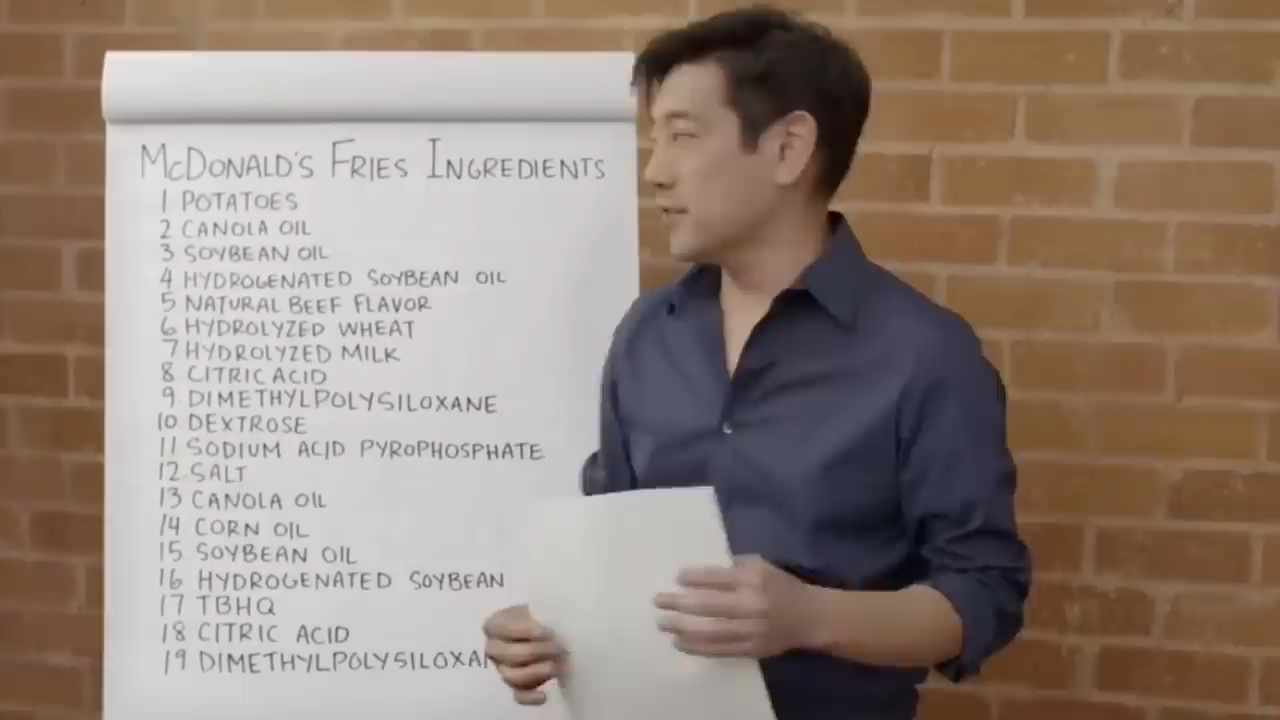 McDonald's Fries Ingredients
1 POTATOES
2 CANOLA OIL
3 SOYBEAN OIL
4 HYDROGENATED SOYBEAN OIL
5 NATURAL BEEF FLAVOR
6 HYDROLYZED WHEAT
7 HYDROLYZED MILK
8 CITRIC ACID
9 DIMETHYLPOLYSILOXANE
10 DEXTROSE
11 SODIUM ACID PYROPHOSPHATE
12 SALT
13 CANOLA OIL
14 CORN OIL
15 SOYBEAN OIL
16 HYDROGENATED SOYBEAN
17 TBHQ
18 CITRIC ACID
19 DIMETHYLPOLYSILOXAN